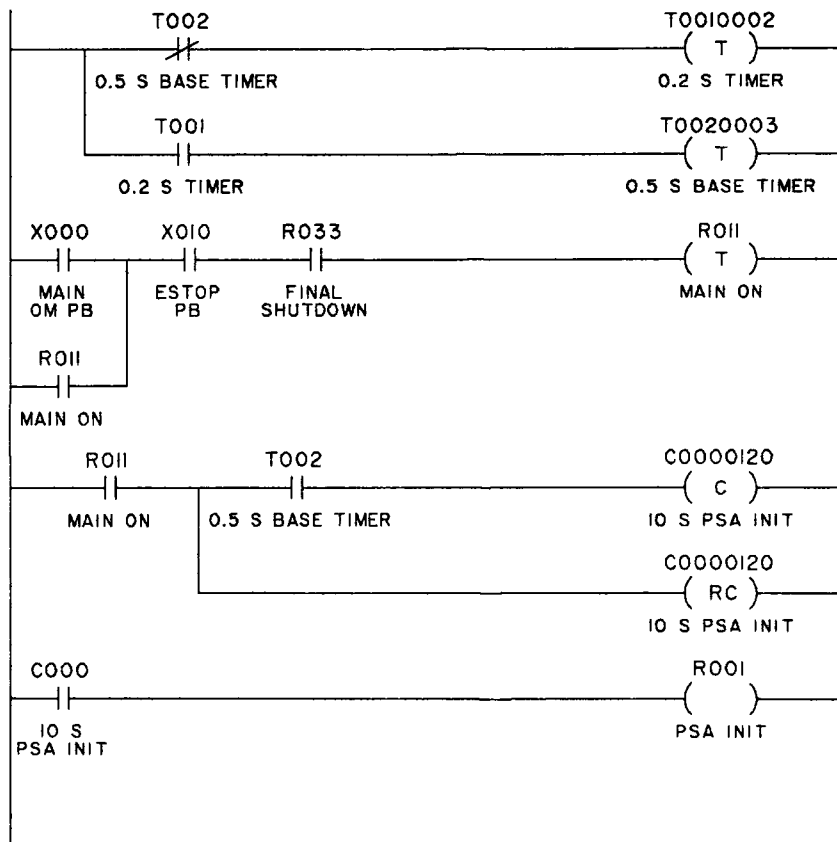 T002
T0010002
T
0.5 S BASE TIMER
0.2 S TIMER
T001
T0020003
T
0.2 S TIMER
0.5 S BASE TIMER
X000
X010
R033
R011
T
MAIN
OM PB
ESTOP
PB
FINAL
SHUTDOWN
MAIN ON
R011
MAIN ON
R011
T002
C0000120
C
MAIN ON
0.5 S BASE TIMER
10 S PSA INIT
C0000120
RC
10 S PSA INIT
C000
R001
10 S
PSA INIT
PSA INIT